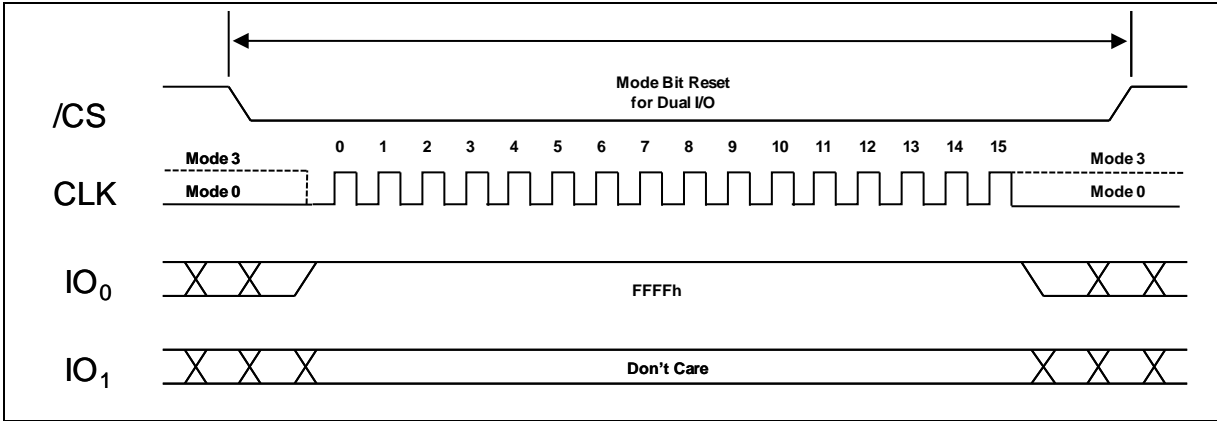 Mode Bit Reset
for Dual I/O
/CS
0 1 2 3 4 5 6 7 8 9 10 11 12 13 14 15
Mode 3 Mode 3
CLK
Mode 0 Mode 0
IO0
FFFFh
IO1
Don't Care